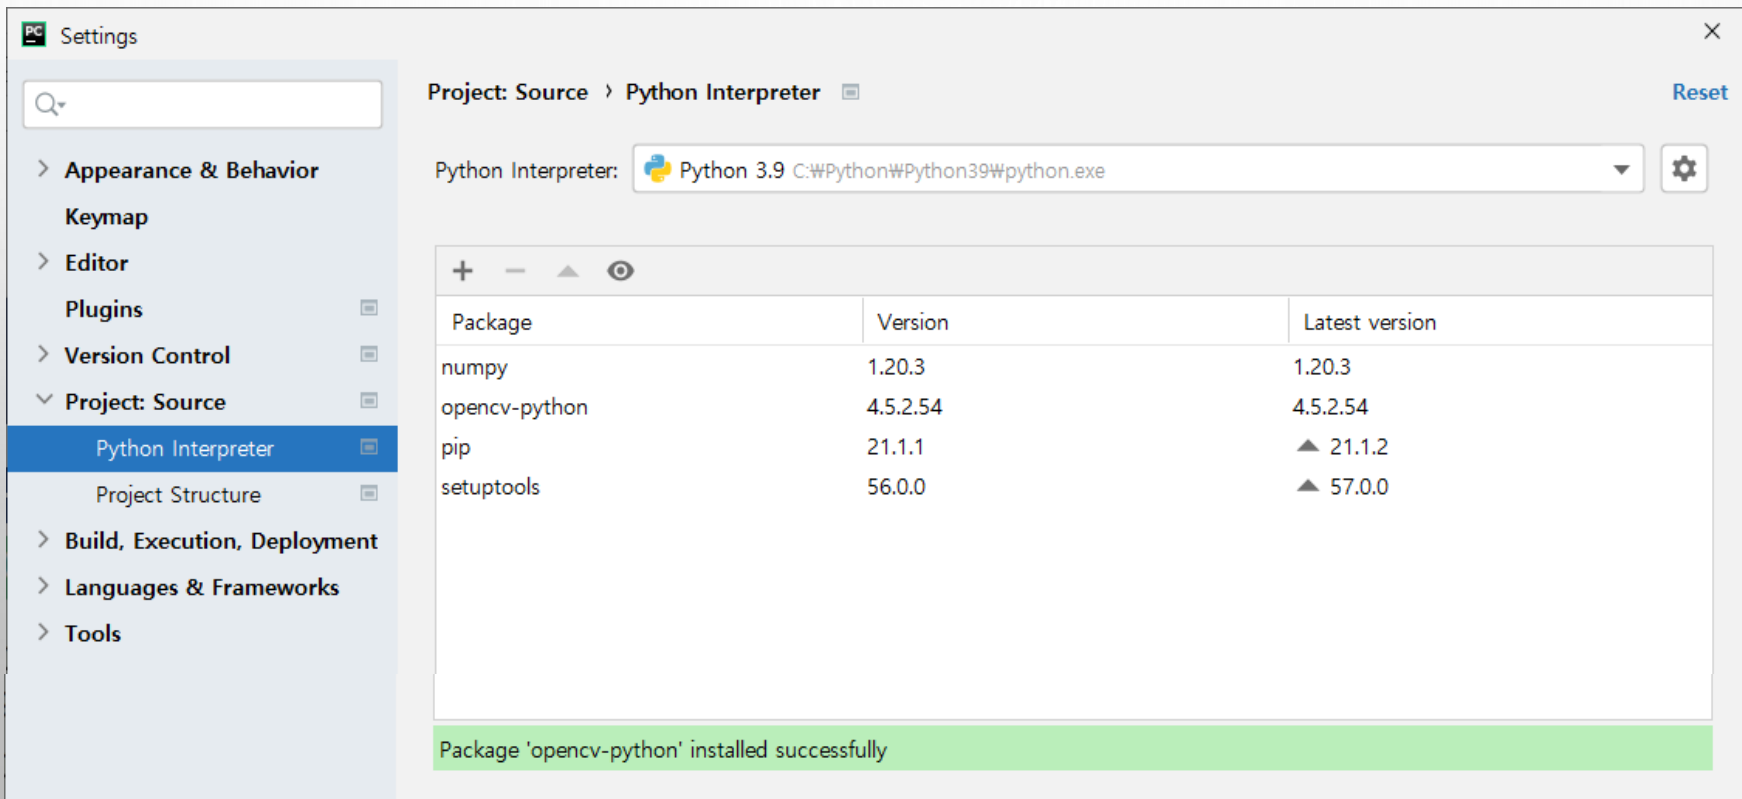 PC Settings
Project: Source › Python Interpreter Reset
Appearance & Behavior
Python Interpreter: Python 3.9 C:₩Python₩Python39₩python.exe
Keymap
Editor
Plugins
Version Control
Project: Source
Python Interpreter
Project Structure
Build, Execution, Deployment
Languages & Frameworks
Tools
Package Version Latest version
numpy 1.20.3 1.20.3
opencv-python 4.5.2.54 4.5.2.54
pip 21.1.1 21.1.2
setuptools 56.0.0 57.0.0
Package 'opencv-python' installed successfully